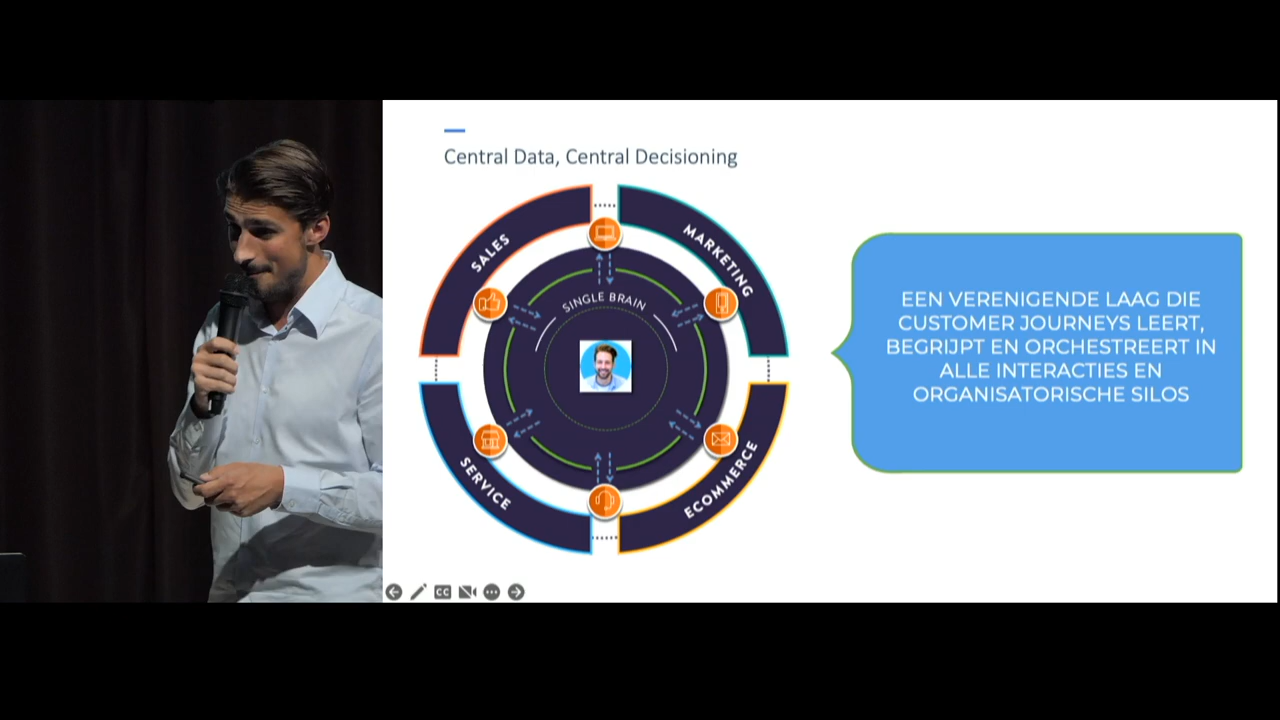 Central Data, Central Decisioning
SALES
MARKETING
SINGLE BRAIN
SERVICE
ECOMMERCE
EEN VERENIGENDE LAAG DIE
CUSTOMER JOURNEYS LEERT,
BEGRIJPT EN ORCHESTREERT IN
ALLE INTERACTIES EN
ORGANISATORISCHE SILOS
CC